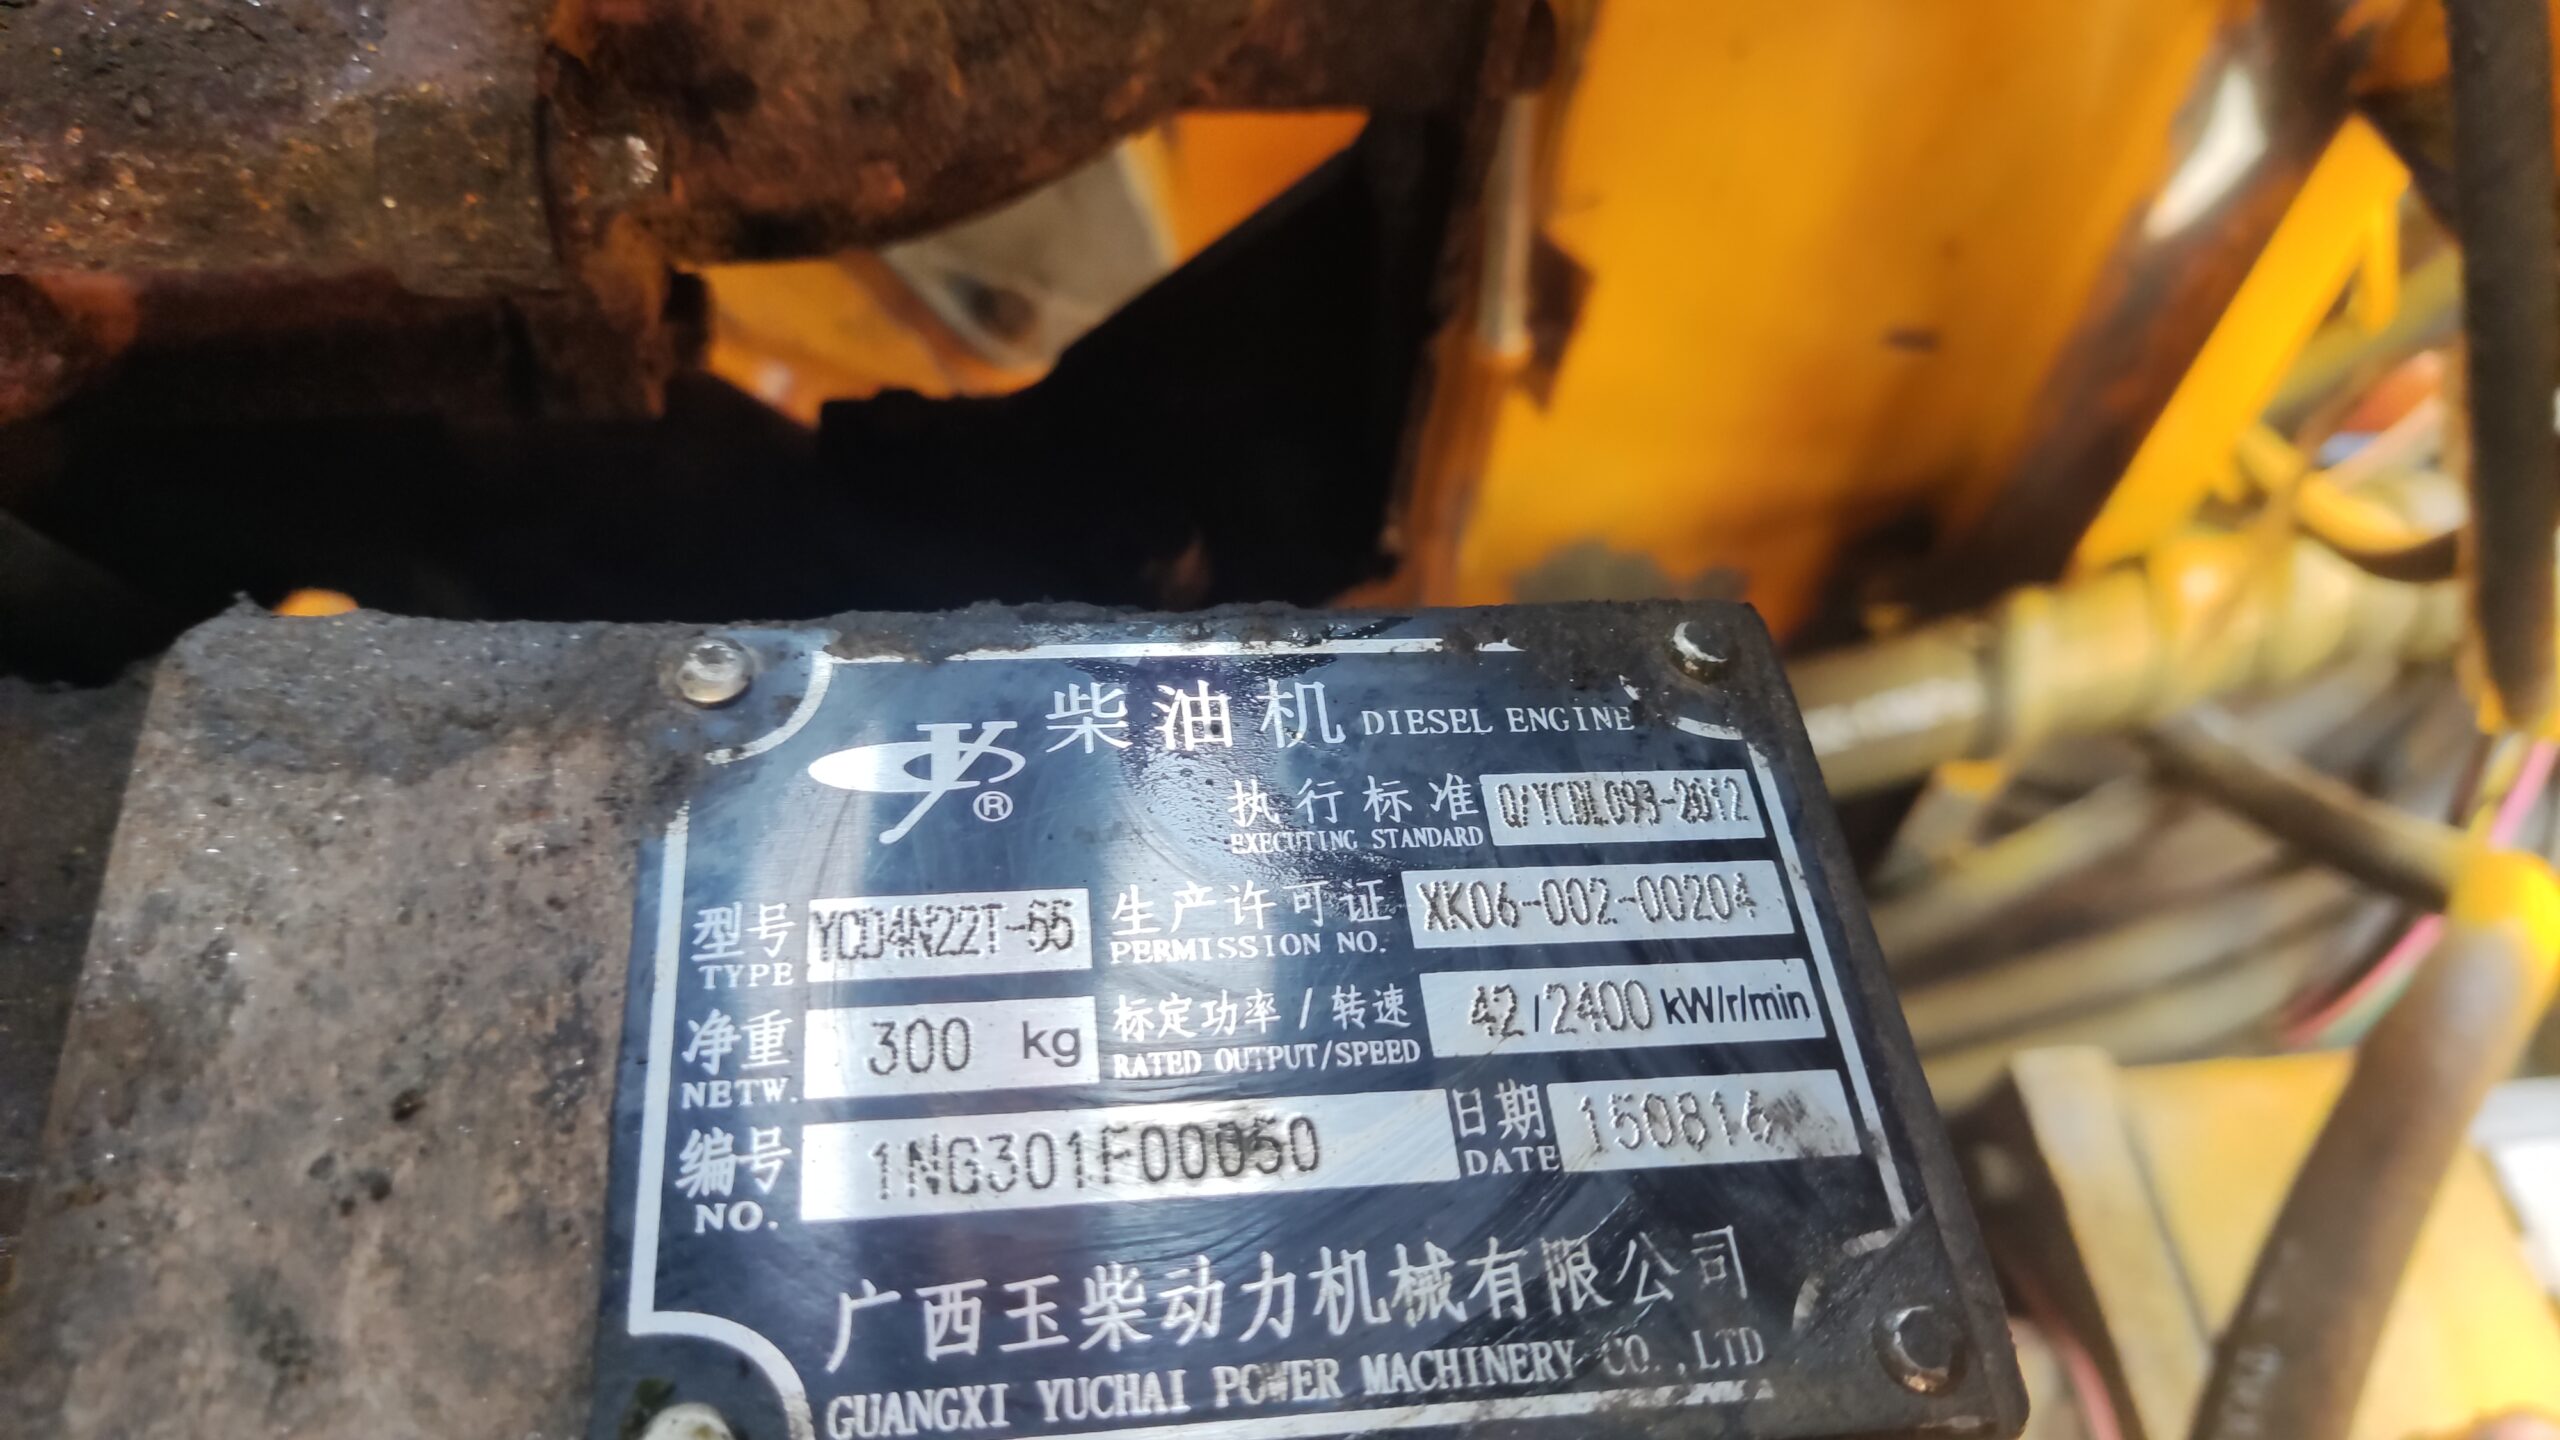 柴油机 DIESEL ENGINE
®
执行标准 Q/YCDL093-2012
EXECUTING STANDARD
型号 YCD4N22T-55 生产许可证 XK06-002-00204
TYPE PERMISSION NO.
净重 300 kg 标定功率/转速 42/2400 kW/r/min
NETW. RATED OUTPUT/SPEED
编号 1NG301F00050 日期 150816
NO. DATE
广西玉柴动力机械有限公司
GUANGXI YUCHAI POWER MACHINERY CO.,LTD